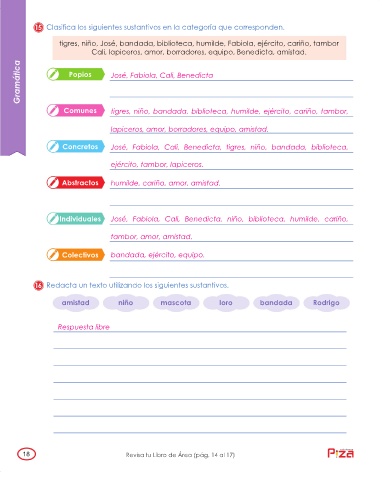 Gramática
15 Clasifica los siguientes sustantivos en la categoría que corresponden.
tigres, niño, José, bandada, biblioteca, humilde, Fabiola, ejército, cariño, tambor
Cali, lapiceros, amor, borradores, equipo, Benedicta, amistad.
Popios José, Fabiola, Cali, Benedicta
Comunes tigres, niño, bandada, biblioteca, humilde, ejército, cariño, tambor,
lapiceros, amor, borradores, equipo, amistad.
Concretos José, Fabiola, Cali, Benedicta, tigres, niño, bandada, biblioteca,
ejército, tambor, lapiceros.
Abstractos humilde, cariño, amor, amistad.
Individuales José, Fabiola, Cali, Benedicta, niño, biblioteca, humilde, cariño,
tambor, amor, amistad.
Colectivos bandada, ejército, equipo.
16 Redacta un texto utilizando los siguientes sustantivos.
amistad niño mascota loro bandada Rodrigo
Respuesta libre
18 Revisa tu Libro de Área (pág. 14 al 17)